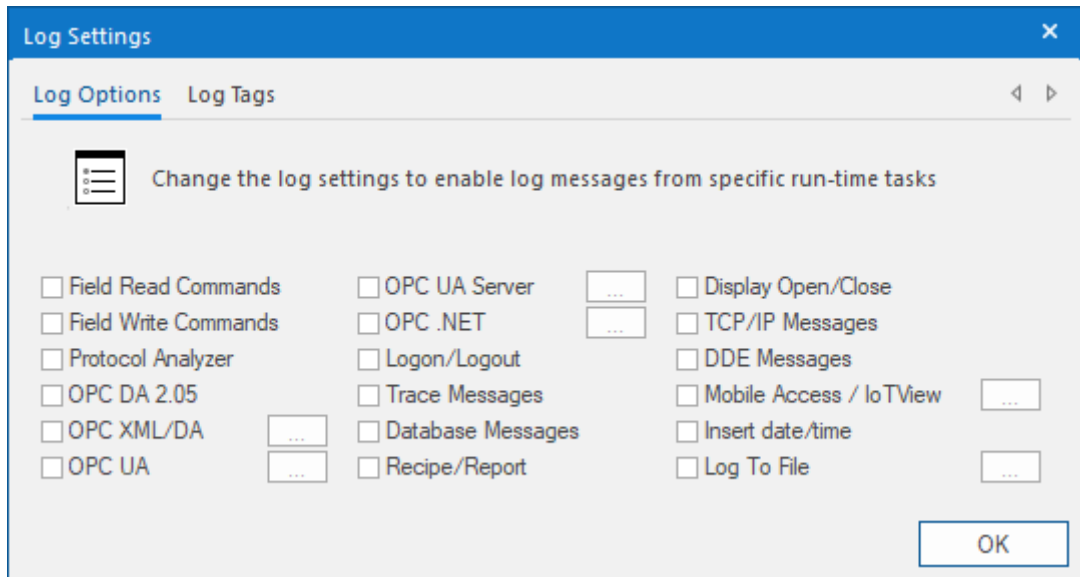 Log Settings
Log Options Log Tags
Change the log settings to enable log messages from specific run-time tasks
Field Read Commands
Field Write Commands
Protocol Analyzer
OPC DA 2.05
OPC XML/DA ...
OPC UA ...
OPC UA Server ...
OPC .NET ...
Logon/Logout
Trace Messages
Database Messages
Recipe/Report
Display Open/Close
TCP/IP Messages
DDE Messages
Mobile Access / IoTView ...
Insert date/time
Log To File ...
OK